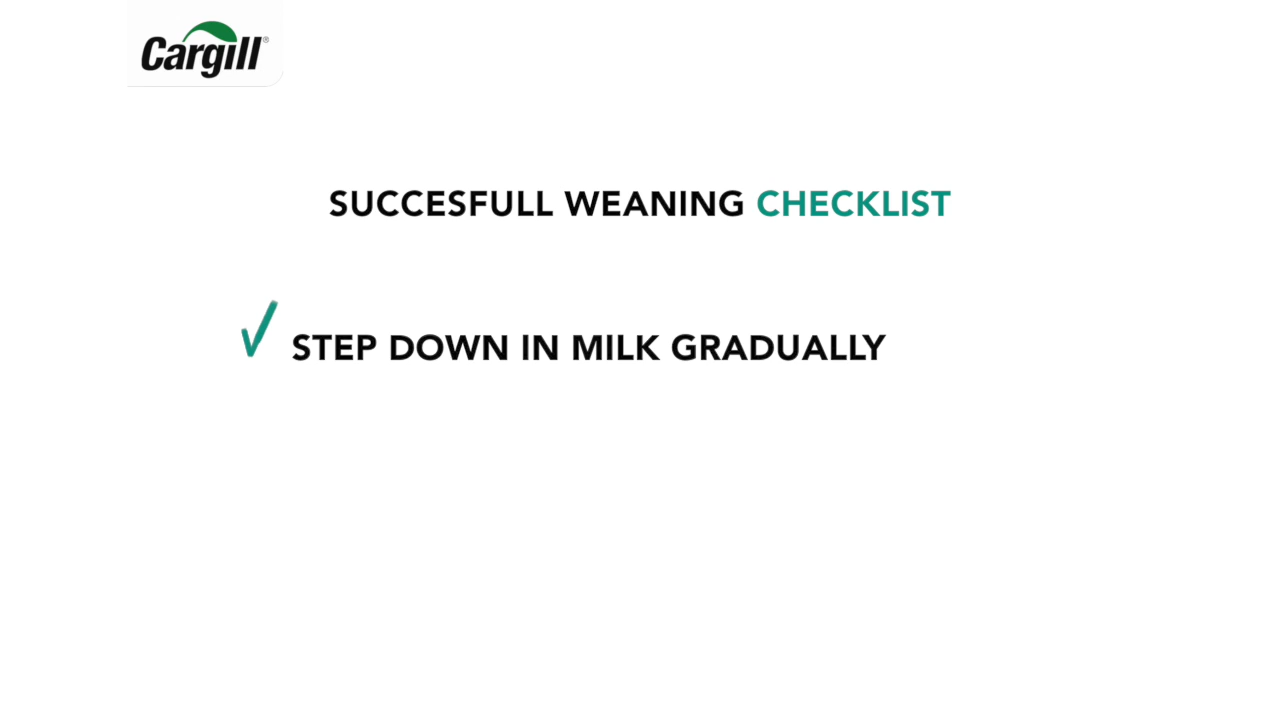 Cargill®
SUCCESFULL WEANING CHECKLIST
STEP DOWN IN MILK GRADUALLY